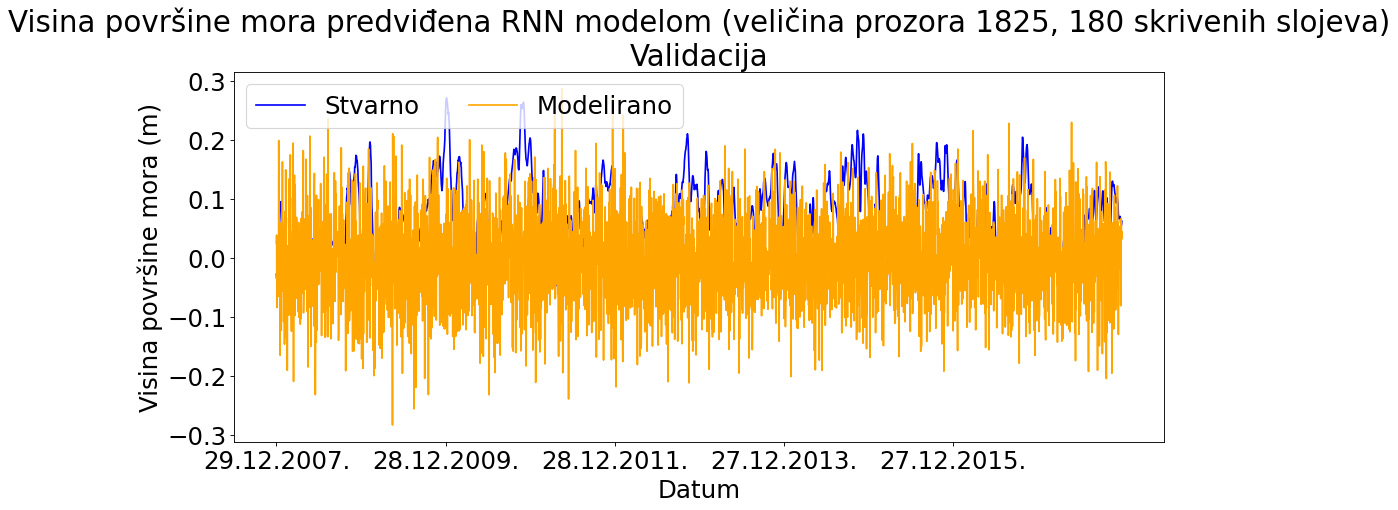 Visina površine mora predviđena RNN modelom (veličina prozora 1825, 180 skrivenih slojeva)
Validacija
Stvarno
Modelirano
Visina površine mora (m)
0.3
0.2
0.1
0.0
−0.1
−0.2
−0.3
29.12.2007.
28.12.2009.
28.12.2011.
27.12.2013.
27.12.2015.
Datum